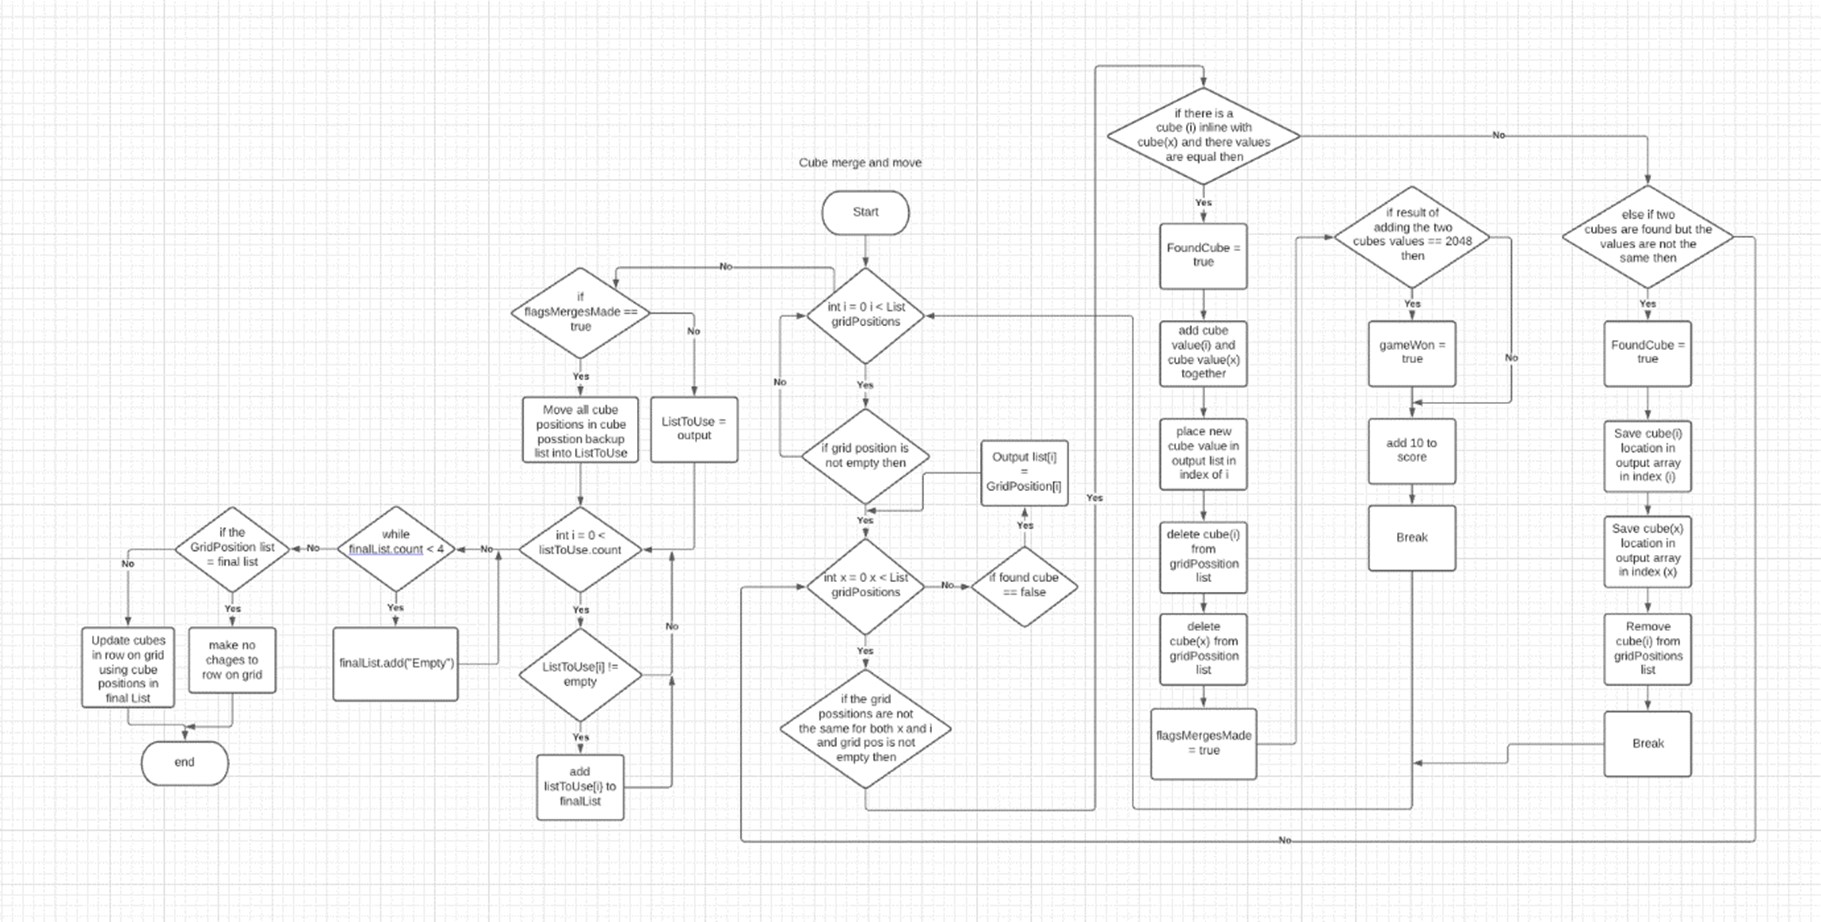 Cube merge and move
Start
int i = 0 i < List
gridPositions
No
Yes
if grid position is
not empty then
No
Yes
int x = 0 x < List
gridPositions
No
if found cube
== false
Yes
Output list[i]
=
GridPosition[i]
Yes
if the grid
possitions are not
the same for both x and i
and grid pos is not
empty then
Yes
if there is a
cube (i) inline with
cube(x) and there values
are equal then
Yes
FoundCube =
true
add cube
value(i) and
cube value(x)
together
place new
cube value in
output list in
index of i
delete cube(i)
from
gridPossition
list
delete
cube(x) from
gridPossition
list
flagsMergesMade
= true
if result of
adding the two
cubes values == 2048
then
Yes
No
gameWon =
true
add 10 to
score
Break
No
else if two
cubes are found but the
values are not the
same then
Yes
FoundCube =
true
Save cube(i)
location in
output array
in index (i)
Save cube(x)
location in
output array
in index (x)
Remove
cube(i) from
gridPositions
list
Break
No
if
flagsMergesMade ==
true
No
Yes
Move all cube
positions in cube
posstion backup
list into ListToUse
ListToUse =
output
int i = 0 <
listToUse.count
No
Yes
ListToUse[i] !=
empty
No
Yes
add
listToUse[i} to
finalList
while
finalList.count < 4
No
Yes
finalList.add("Empty")
if the
GridPosition list
= final list
No
Yes
Update cubes
in row on grid
using cube
positions in
final List
make no
chages to
row on grid
end